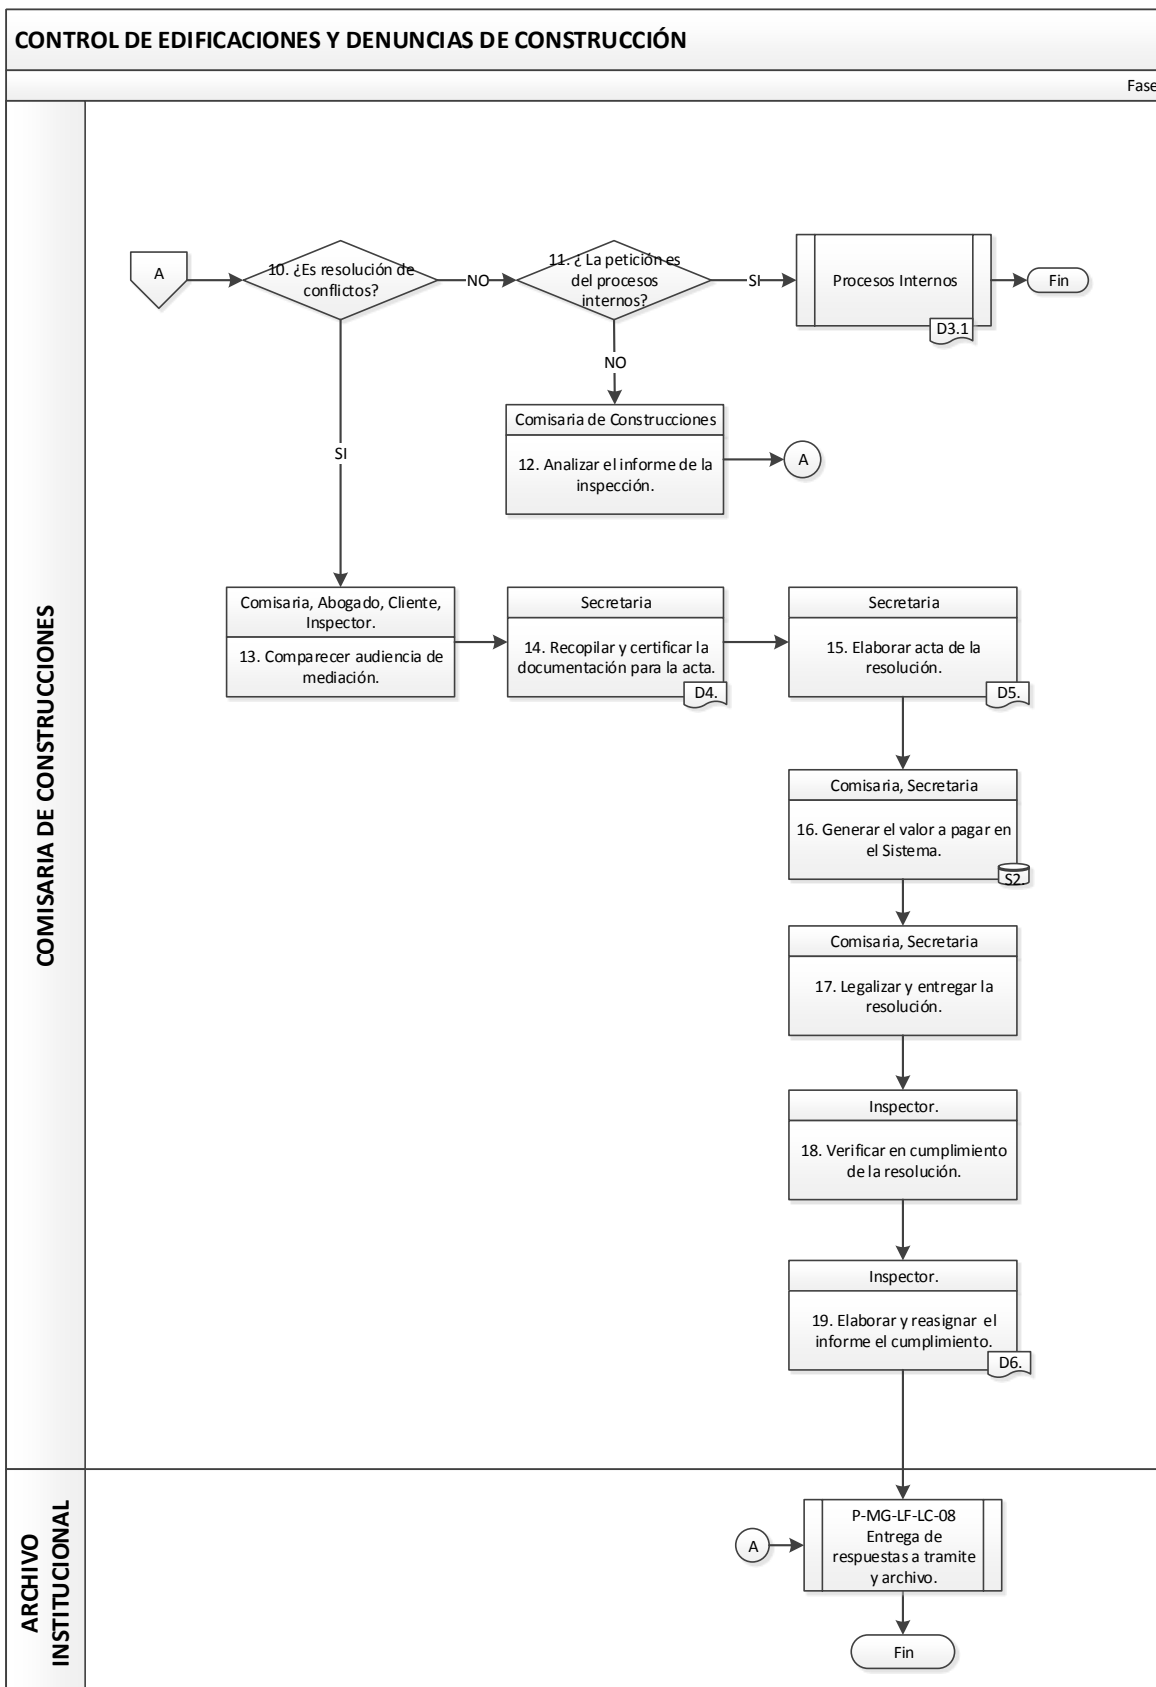 CONTROL DE EDIFICACIONES Y DENUNCIAS DE CONSTRUCCIÓN
Fase
COMISARIA DE CONSTRUCCIONES
A
10. ¿Es resolución de
conflictos?
NO
11. ¿ La petición es
del procesos
internos?
SI
Procesos Internos
D3.1
Fin
NO
Comisaria de Construcciones
12. Analizar el informe de la
inspección.
A
SI
Comisaria, Abogado, Cliente,
Inspector.
13. Comparecer audiencia de
mediación.
Secretaria
14. Recopilar y certificar la
documentación para la acta.
D4.
Secretaria
15. Elaborar acta de la
resolución.
D5.
Comisaria, Secretaria
16. Generar el valor a pagar en
el Sistema.
S2.
Comisaria, Secretaria
17. Legalizar y entregar la
resolución.
Inspector.
18. Verificar en cumplimiento
de la resolución.
Inspector.
19. Elaborar y reasignar el
informe el cumplimiento.
D6.
ARCHIVO
INSTITUCIONAL
A
P-MG-LF-LC-08
Entrega de
respuestas a tramite
y archivo.
Fin